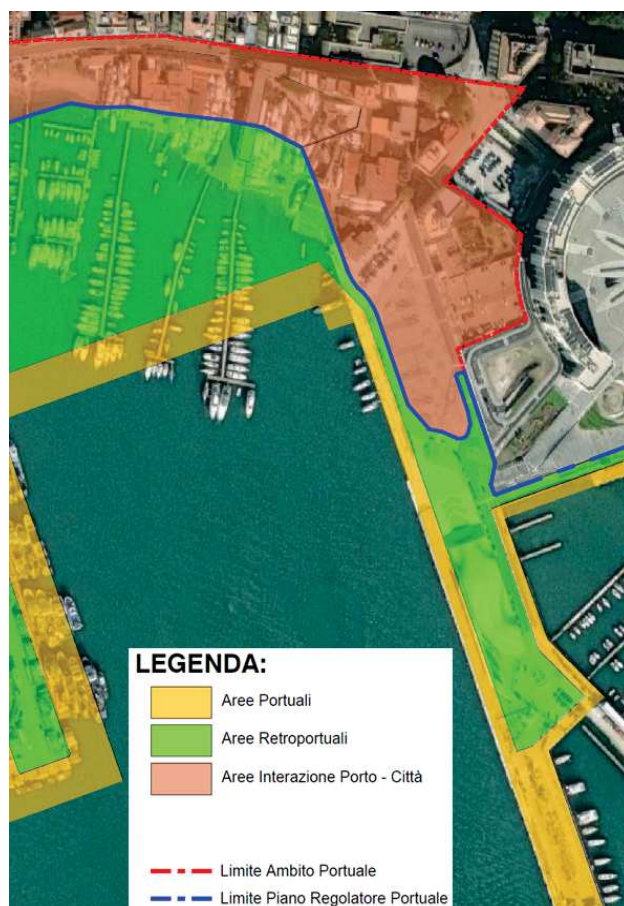 LEGENDA:
Aree Portuali
Aree Retroportuali
Aree Interazione Porto - Città
Limite Ambito Portuale
Limite Piano Regolatore Portuale